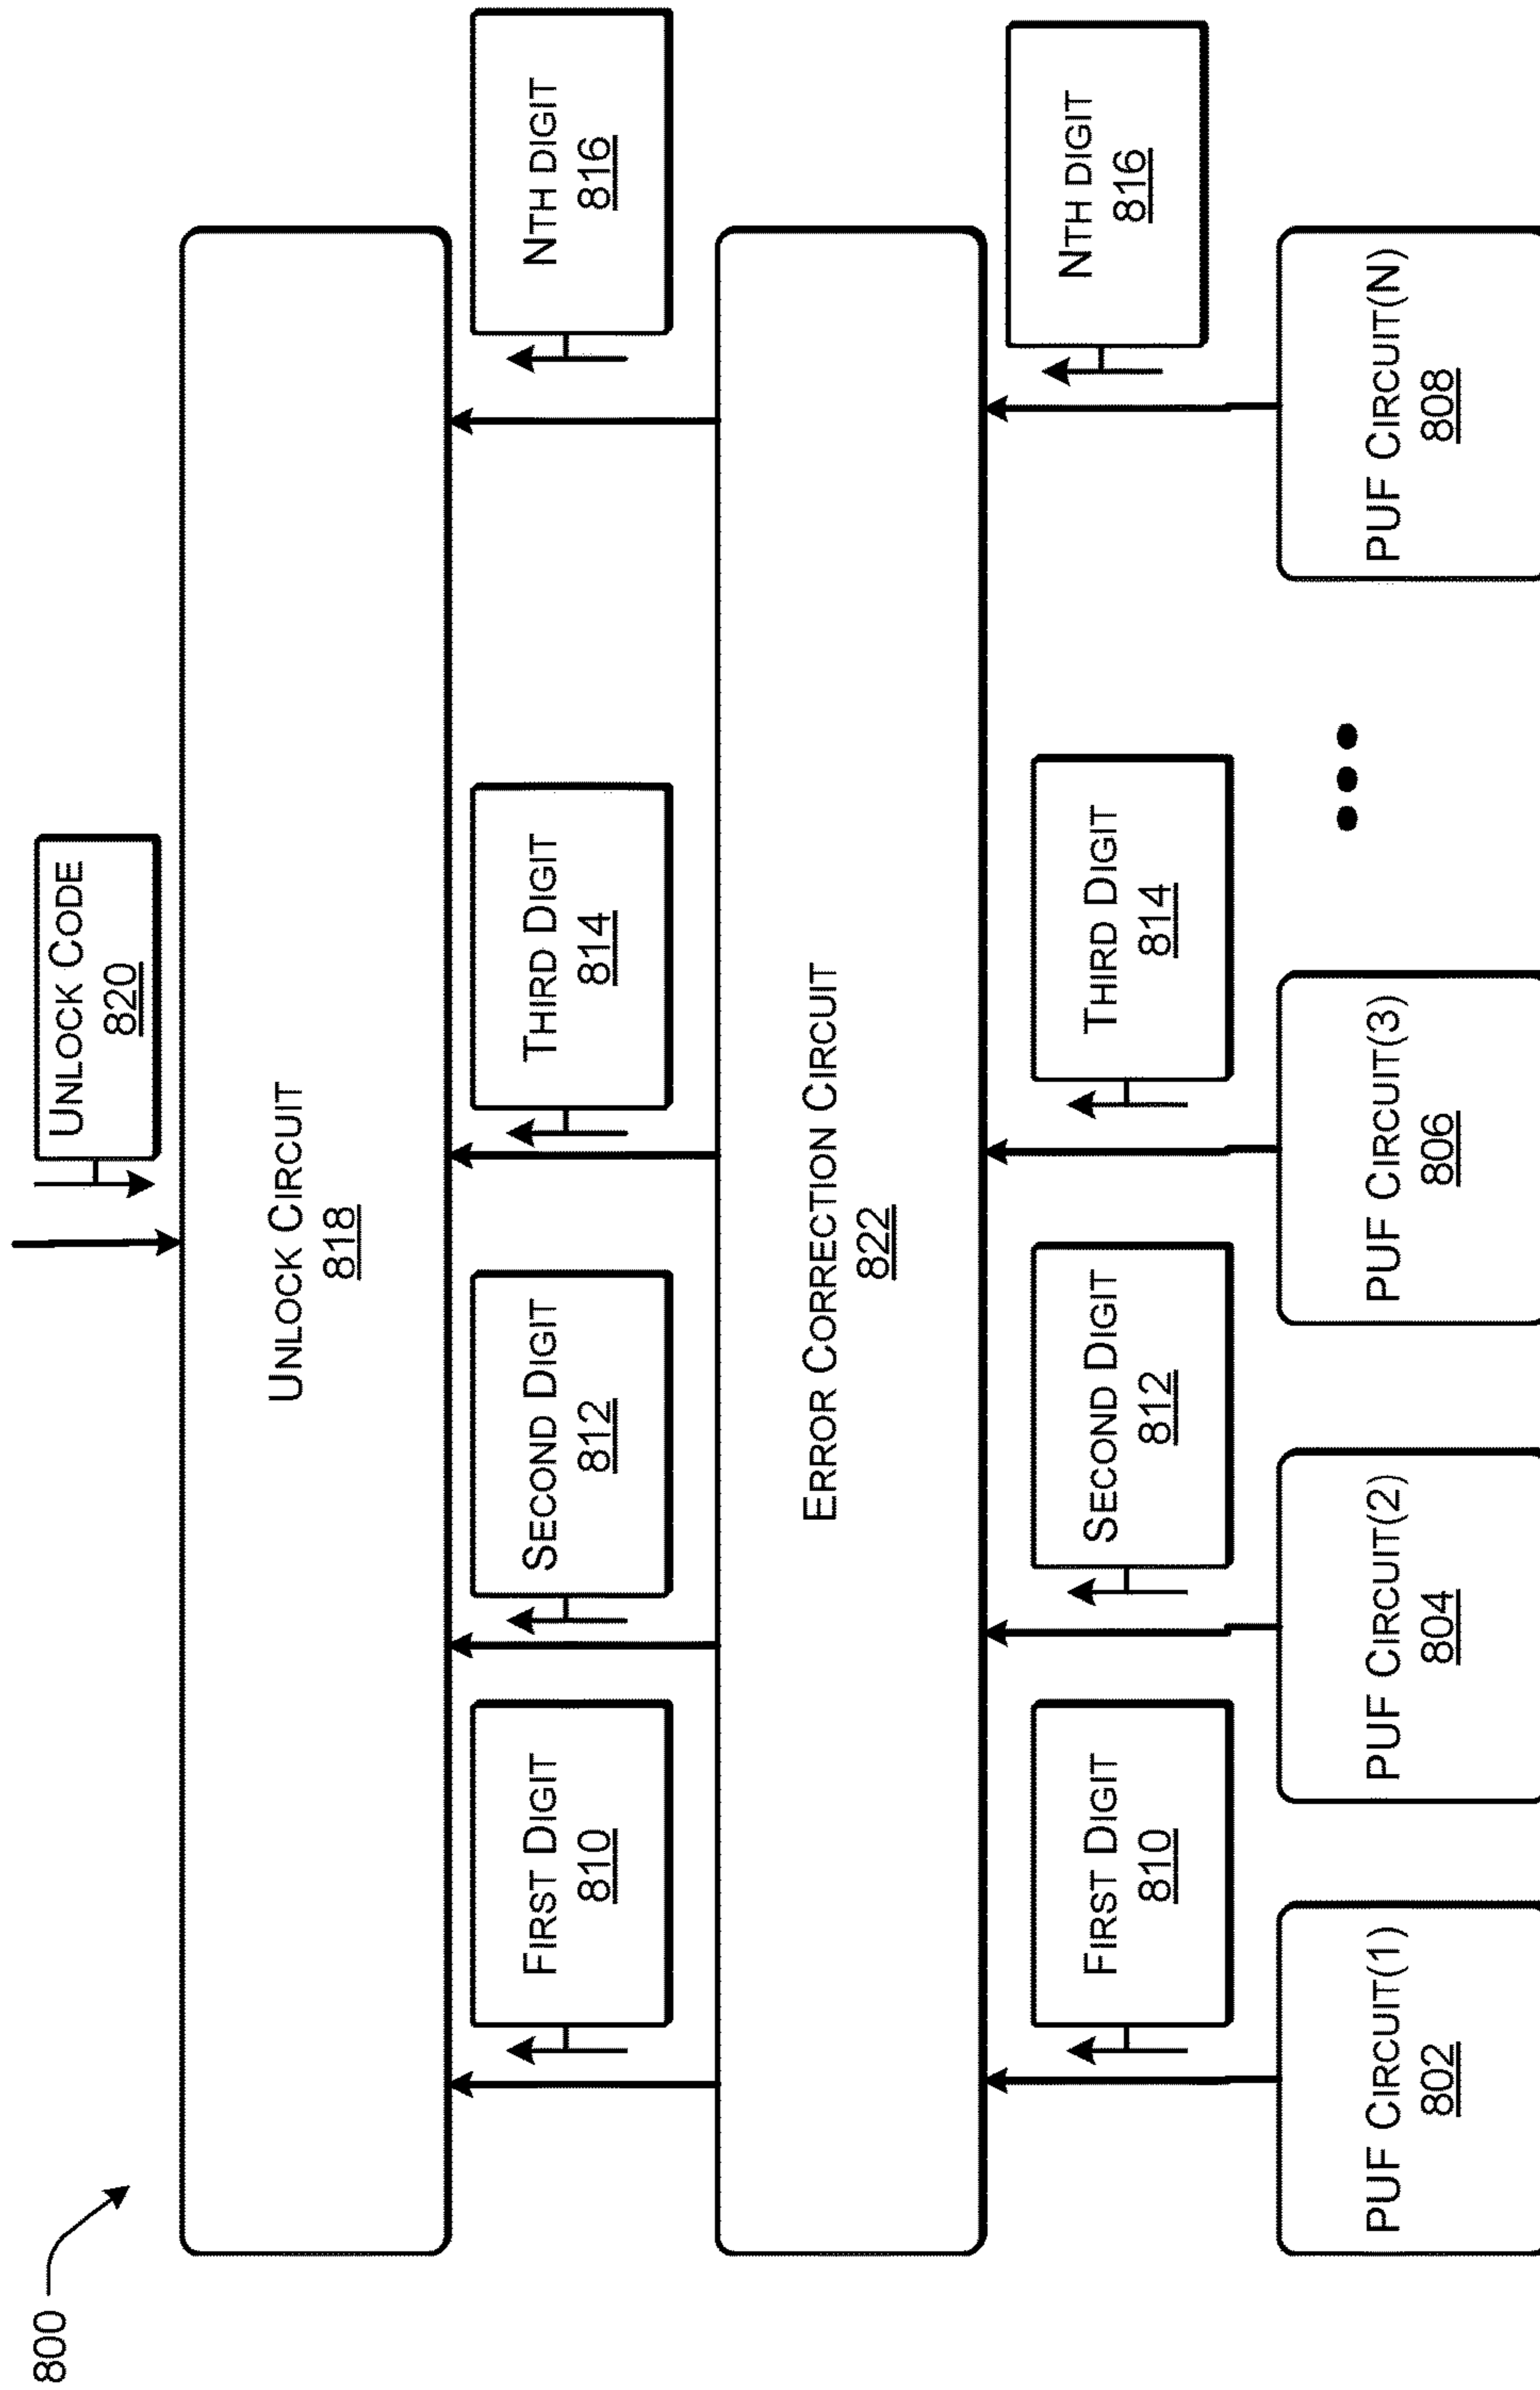 800
UNLOCK CODE
820
UNLOCK CIRCUIT
818
FIRST DIGIT
810
SECOND DIGIT
812
THIRD DIGIT
814
NTH DIGIT
816
ERROR CORRECTION CIRCUIT
822
FIRST DIGIT
810
SECOND DIGIT
812
THIRD DIGIT
814
NTH DIGIT
816
PUF CIRCUIT(1)
802
PUF CIRCUIT(2)
804
PUF CIRCUIT(3)
806
PUF CIRCUIT(N)
808